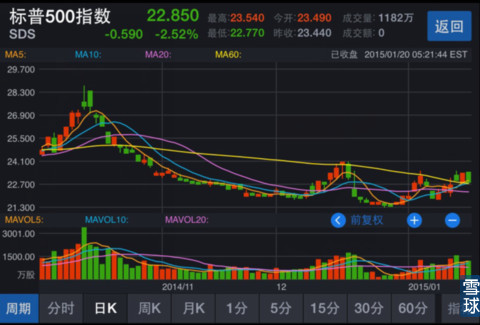 标普500指数 22.850 最高:23.540 今开:23.490 成交量:1182万 返回
SDS -0.590 -2.52% 最低:22.770 昨收:23.440 成交额:0
MA5: MA10: MA20: MA60: 已收盘 2015/01/20 05:21:44 EST
29.700
28.300
26.900
25.500
24.100
22.700
21.300
MAVOL5: MAVOL10: MAVOL20: 前复权
3001.00
1500.00
万股
2014/11 12 2015/01
周期 分时 日K 周K 月K 1分 5分 15分 30分 60分 指
雪球